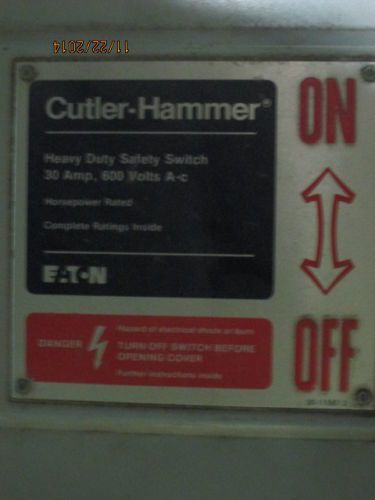 11/22/2014
Cutler-Hammer®
ON
Heavy Duty Safety Switch
30 Amp, 600 Volts A-c
Horsepower Rated
Complete Ratings Inside
EATON
OFF
DANGER
Hazard of electrical shock or burn
TURN OFF SWITCH BEFORE
OPENING COVER
Further instructions inside